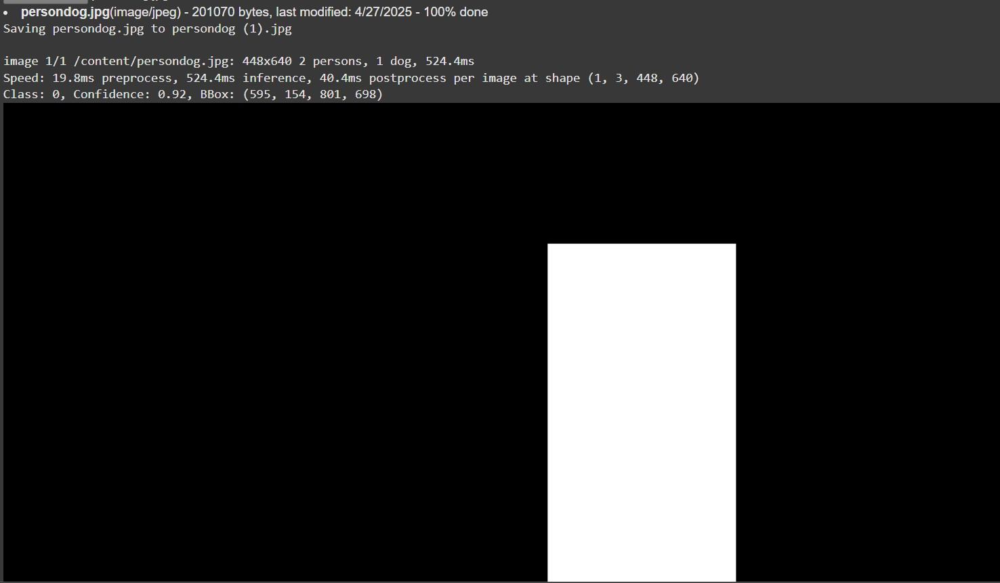 persondog.jpg(image/jpeg) - 201070 bytes, last modified: 4/27/2025 - 100% done
Saving persondog.jpg to persondog (1).jpg
image 1/1 /content/persondog.jpg: 448x640 2 persons, 1 dog, 524.4ms
Speed: 19.8ms preprocess, 524.4ms inference, 40.4ms postprocess per image at shape (1, 3, 448, 640)
Class: 0, Confidence: 0.92, BBox: (595, 154, 801, 698)